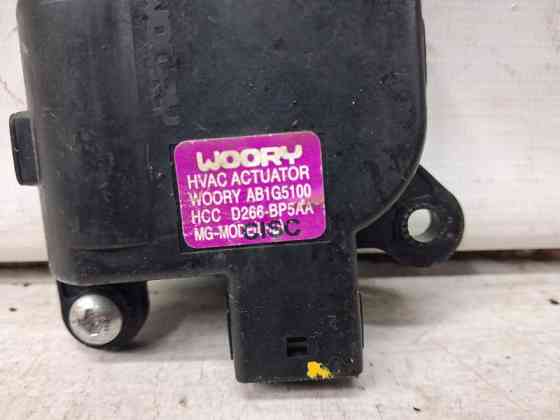 WOORY
HVAC ACTUATOR
WOORY AB1G5100
HCC D266-BP5AA